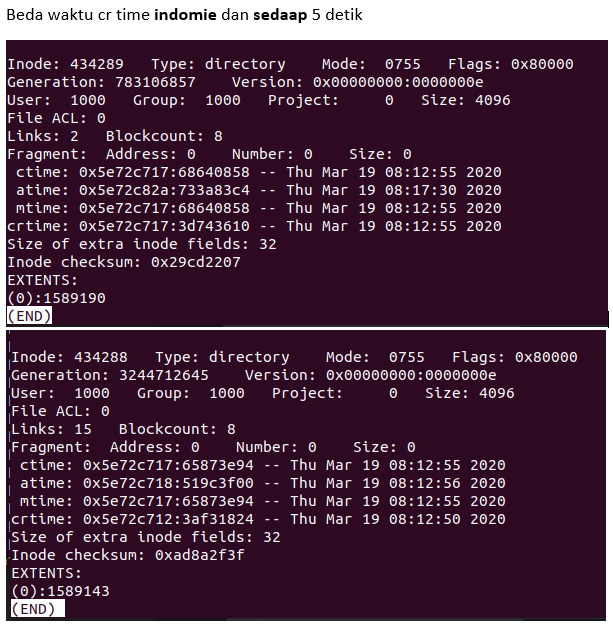 Beda waktu cr time indomie dan sedaap 5 detik
Inode: 434289   Type: directory    Mode:  0755   Flags: 0x80000
Generation: 783106857    Version: 0x00000000:0000000e
User:  1000   Group:  1000   Project:     0   Size: 4096
File ACL: 0
Links: 2   Blockcount: 8
Fragment:  Address: 0    Number: 0    Size: 0
ctime: 0x5e72c717:68640858 -- Thu Mar 19 08:12:55 2020
atime: 0x5e72c82a:733a83c4 -- Thu Mar 19 08:17:30 2020
mtime: 0x5e72c717:68640858 -- Thu Mar 19 08:12:55 2020
crtime: 0x5e72c717:3d743610 -- Thu Mar 19 08:12:55 2020
Size of extra inode fields: 32
Inode checksum: 0x29cd2207
EXTENTS:
(0):1589190
(END)
Inode: 434288   Type: directory    Mode:  0755   Flags: 0x80000
Generation: 3244712645    Version: 0x00000000:0000000e
User:  1000   Group:  1000   Project:     0   Size: 4096
File ACL: 0
Links: 15   Blockcount: 8
Fragment:  Address: 0    Number: 0    Size: 0
ctime: 0x5e72c717:65873e94 -- Thu Mar 19 08:12:55 2020
atime: 0x5e72c718:519c3f00 -- Thu Mar 19 08:12:56 2020
mtime: 0x5e72c717:65873e94 -- Thu Mar 19 08:12:55 2020
crtime: 0x5e72c712:3af31824 -- Thu Mar 19 08:12:50 2020
Size of extra inode fields: 32
Inode checksum: 0xad8a2f3f
EXTENTS:
(0):1589143
(END)